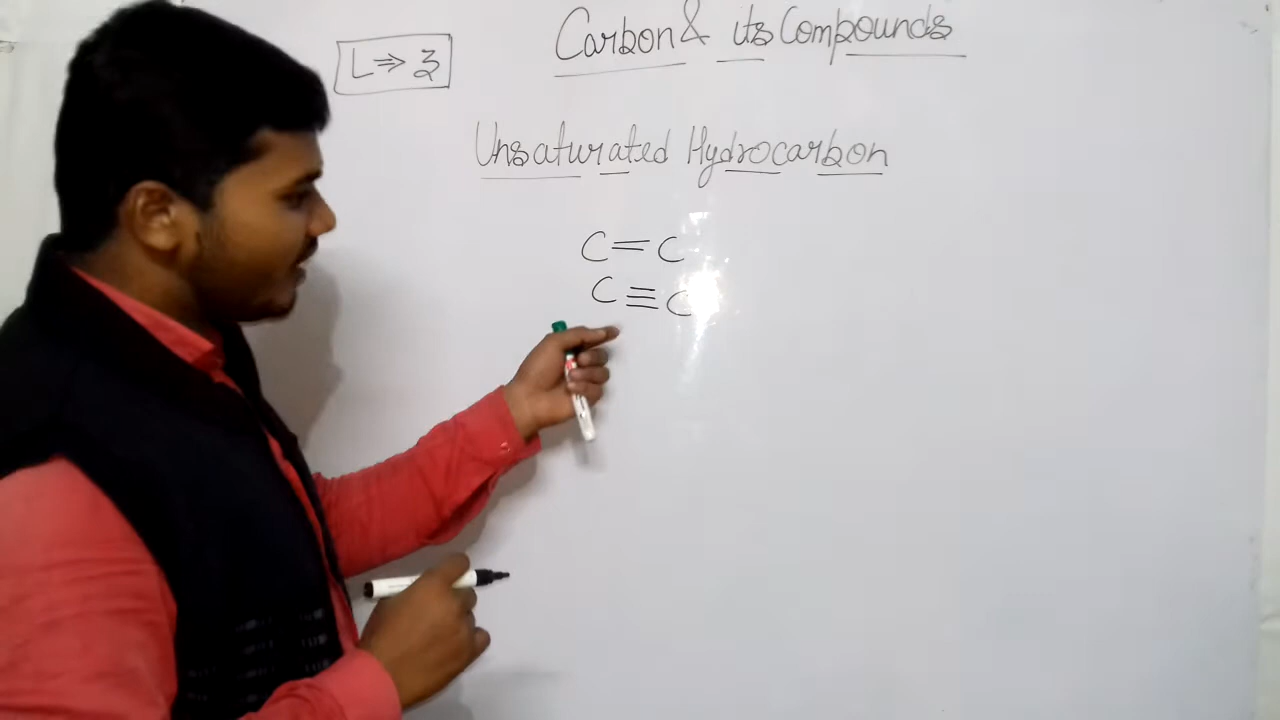 Carbon & its Compounds
L ⇒ 3
Unsaturated Hydrocarbon
C=C
C≡C